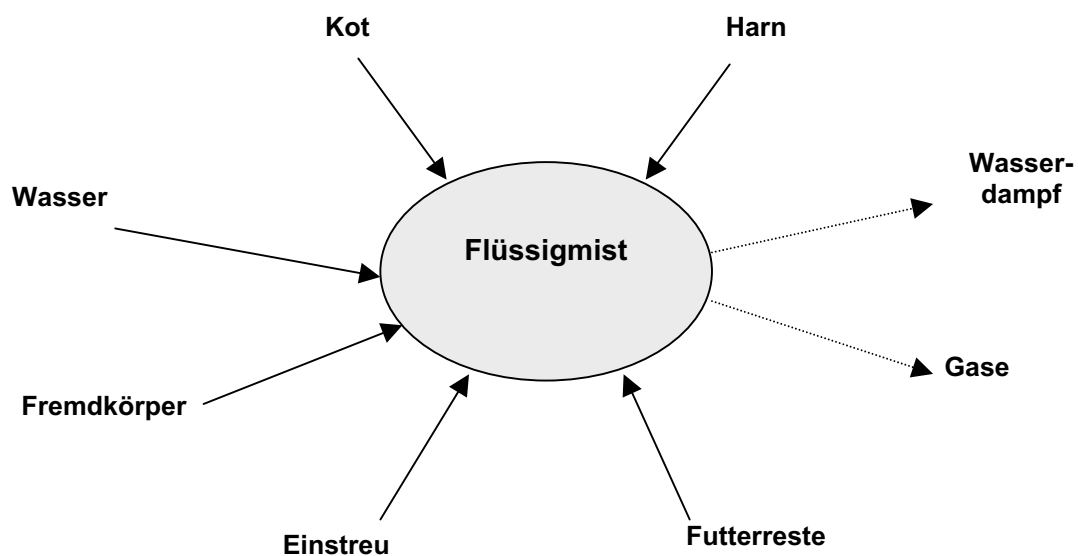 Kot
Harn
Wasser-
dampf
Wasser
Flüssigmist
Gase
Fremdkörper
Futterreste
Einstreu